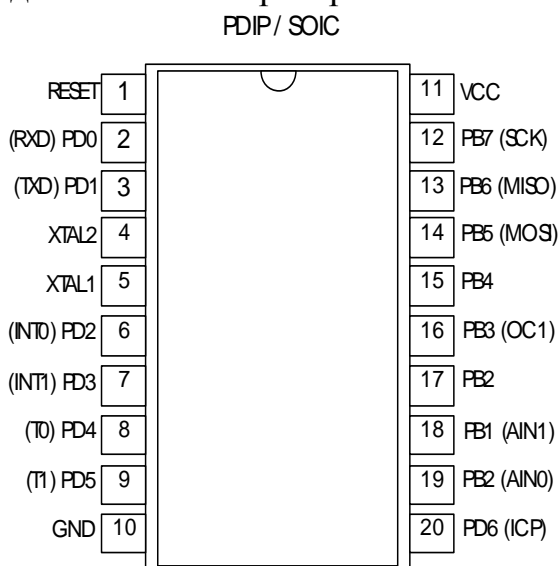 PDIP / SOIC
RESET 1 11 VCC
(RXD) PD0 2 12 PB7 (SCK)
(TXD) PD1 3 13 PB6 (MISO)
XTAL2 4 14 PB5 (MOSI)
XTAL1 5 15 PB4
(INT0) PD2 6 16 PB3 (OC1)
(INT1) PD3 7 17 PB2
(T0) PD4 8 18 PB1 (AIN1)
(T1) PD5 9 19 PB2 (AIN0)
GND 10 20 PD6 (ICP)